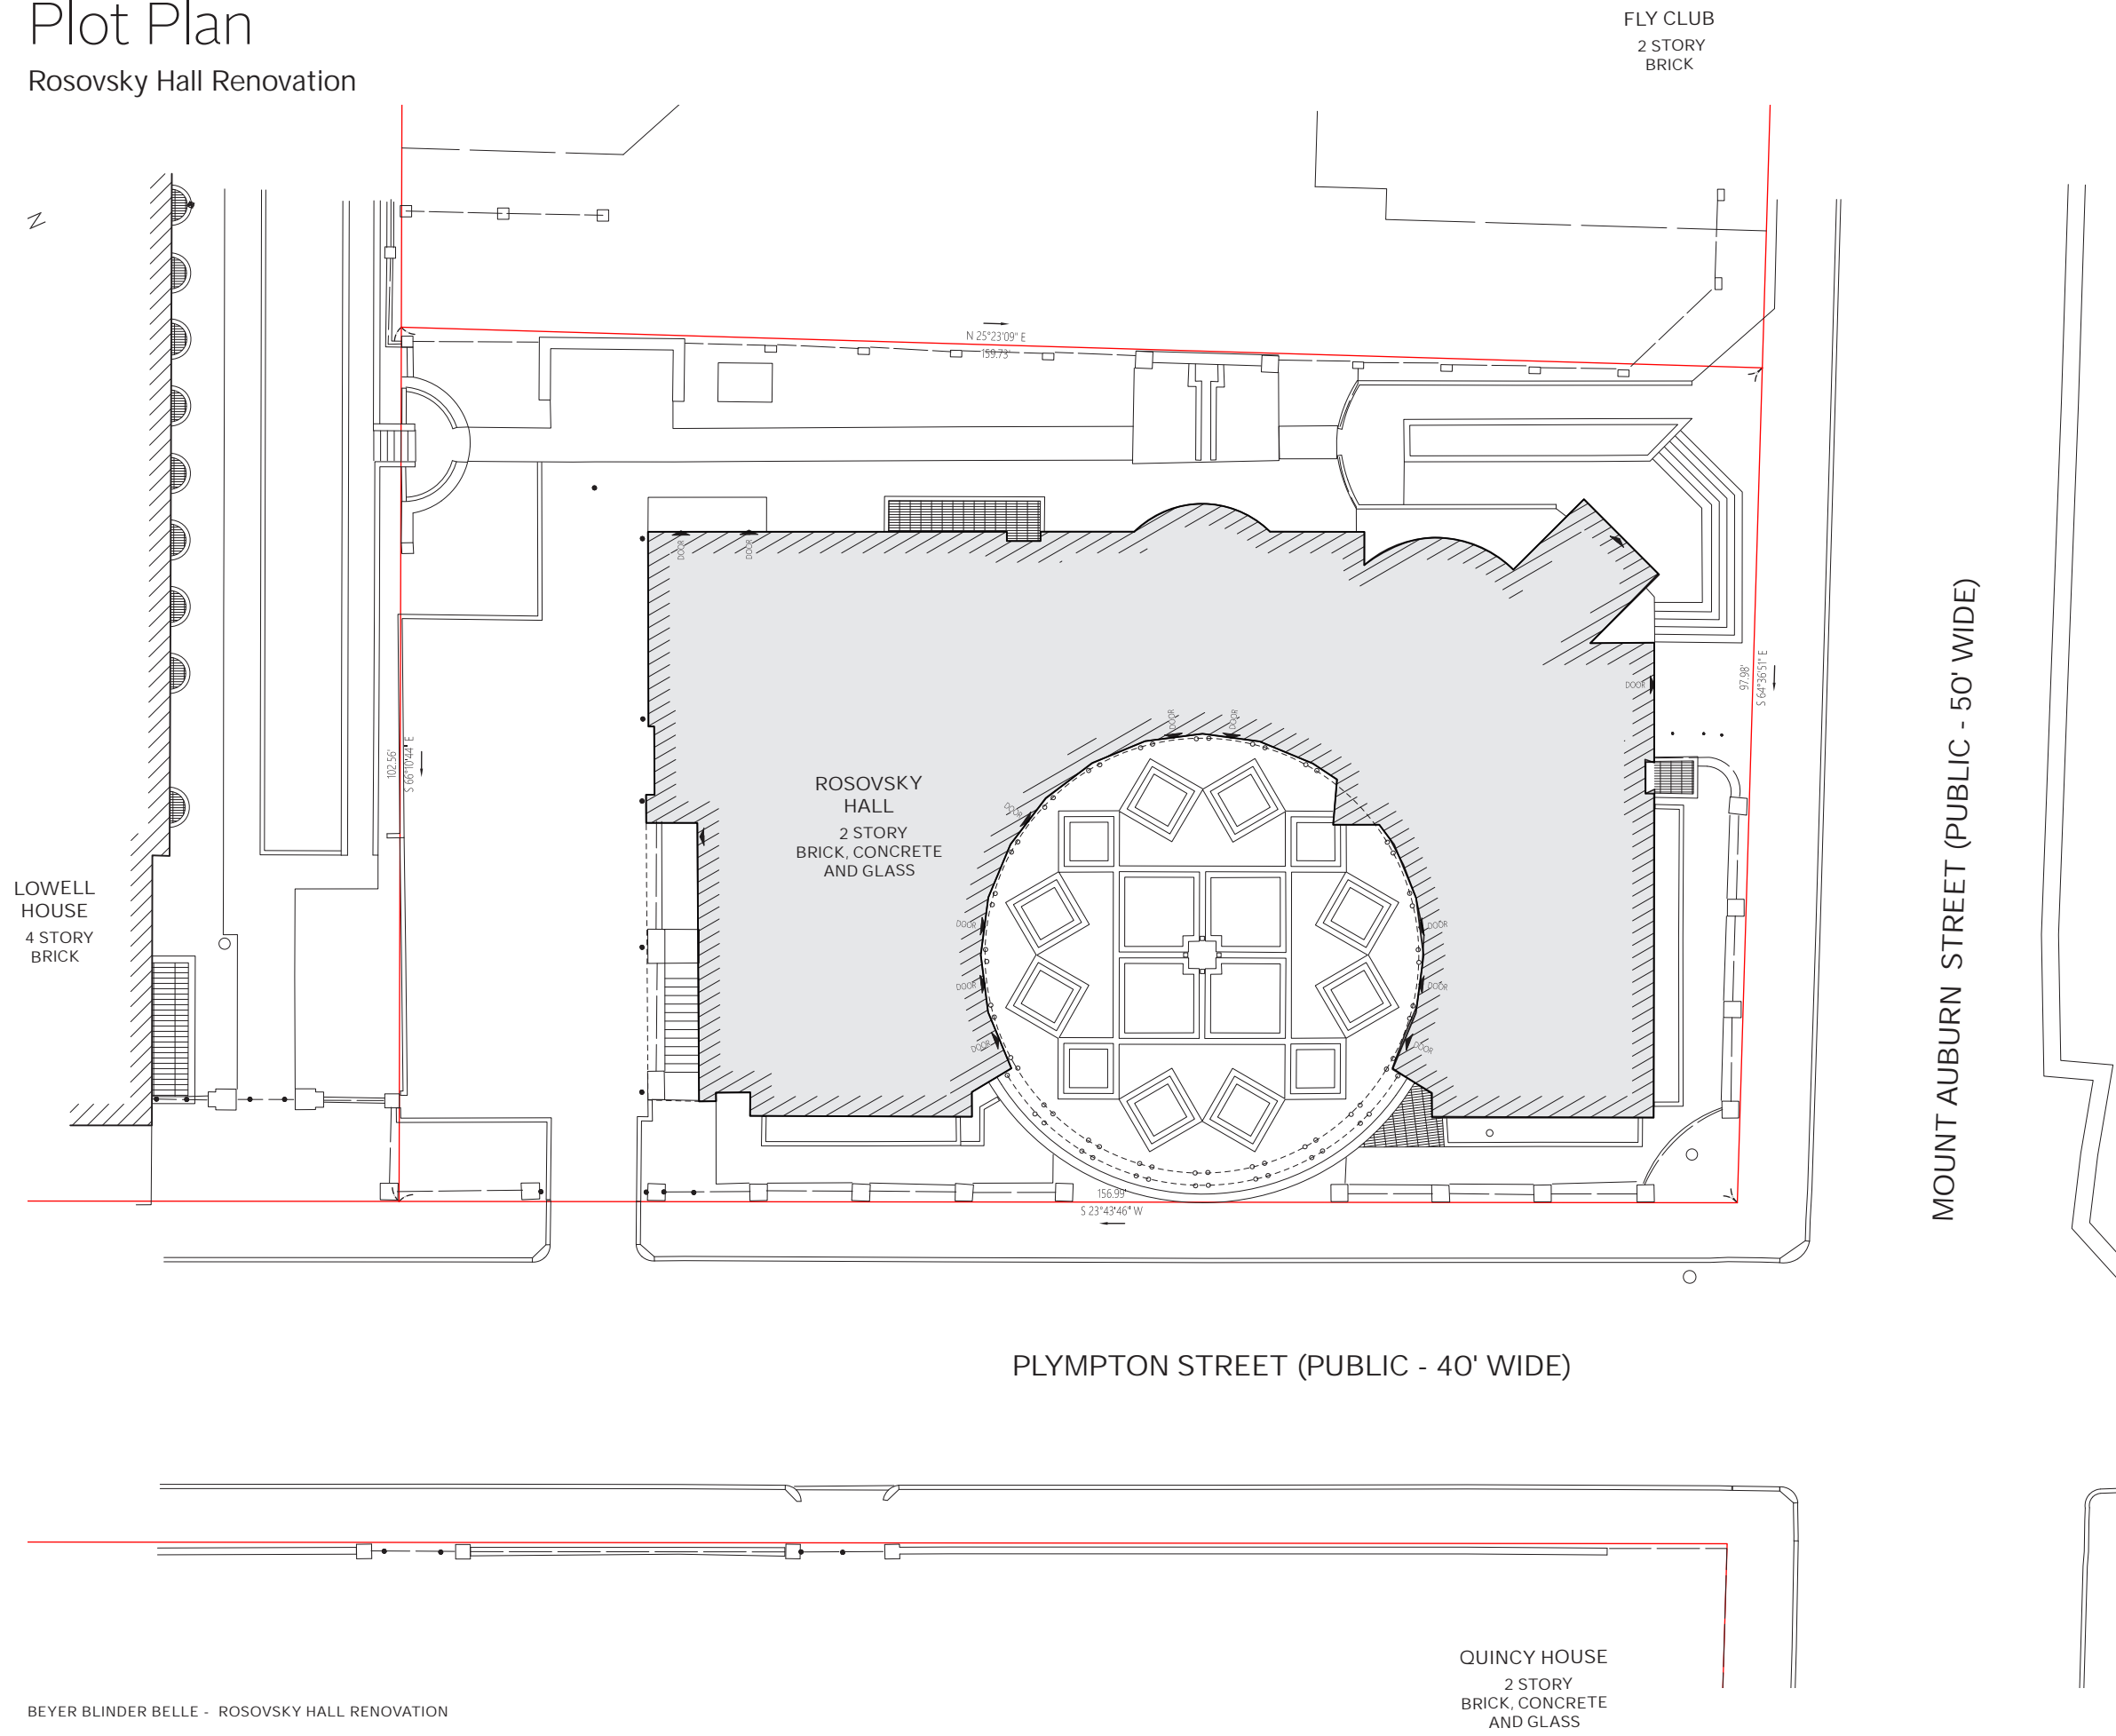 Plot Plan
Rosovsky Hall Renovation
FLY CLUB
2 STORY
BRICK
N
N 25°23'09" E
159.73'
DOOR
DOOR
97.98'
S 64°36'51" E
DOOR
102.56'
S 66°10'44" E
DOOR
DOOR
ROSOVSKY
HALL
2 STORY
BRICK, CONCRETE
AND GLASS
DOOR
DOOR
DOOR
DOOR
DOOR
DOOR
DOOR
LOWELL
HOUSE
4 STORY
BRICK
MOUNT AUBURN STREET (PUBLIC - 50' WIDE)
156.99'
S 23°43'46" W
PLYMPTON STREET (PUBLIC - 40' WIDE)
QUINCY HOUSE
2 STORY
BRICK, CONCRETE
AND GLASS
BEYER BLINDER BELLE - ROSOVSKY HALL RENOVATION